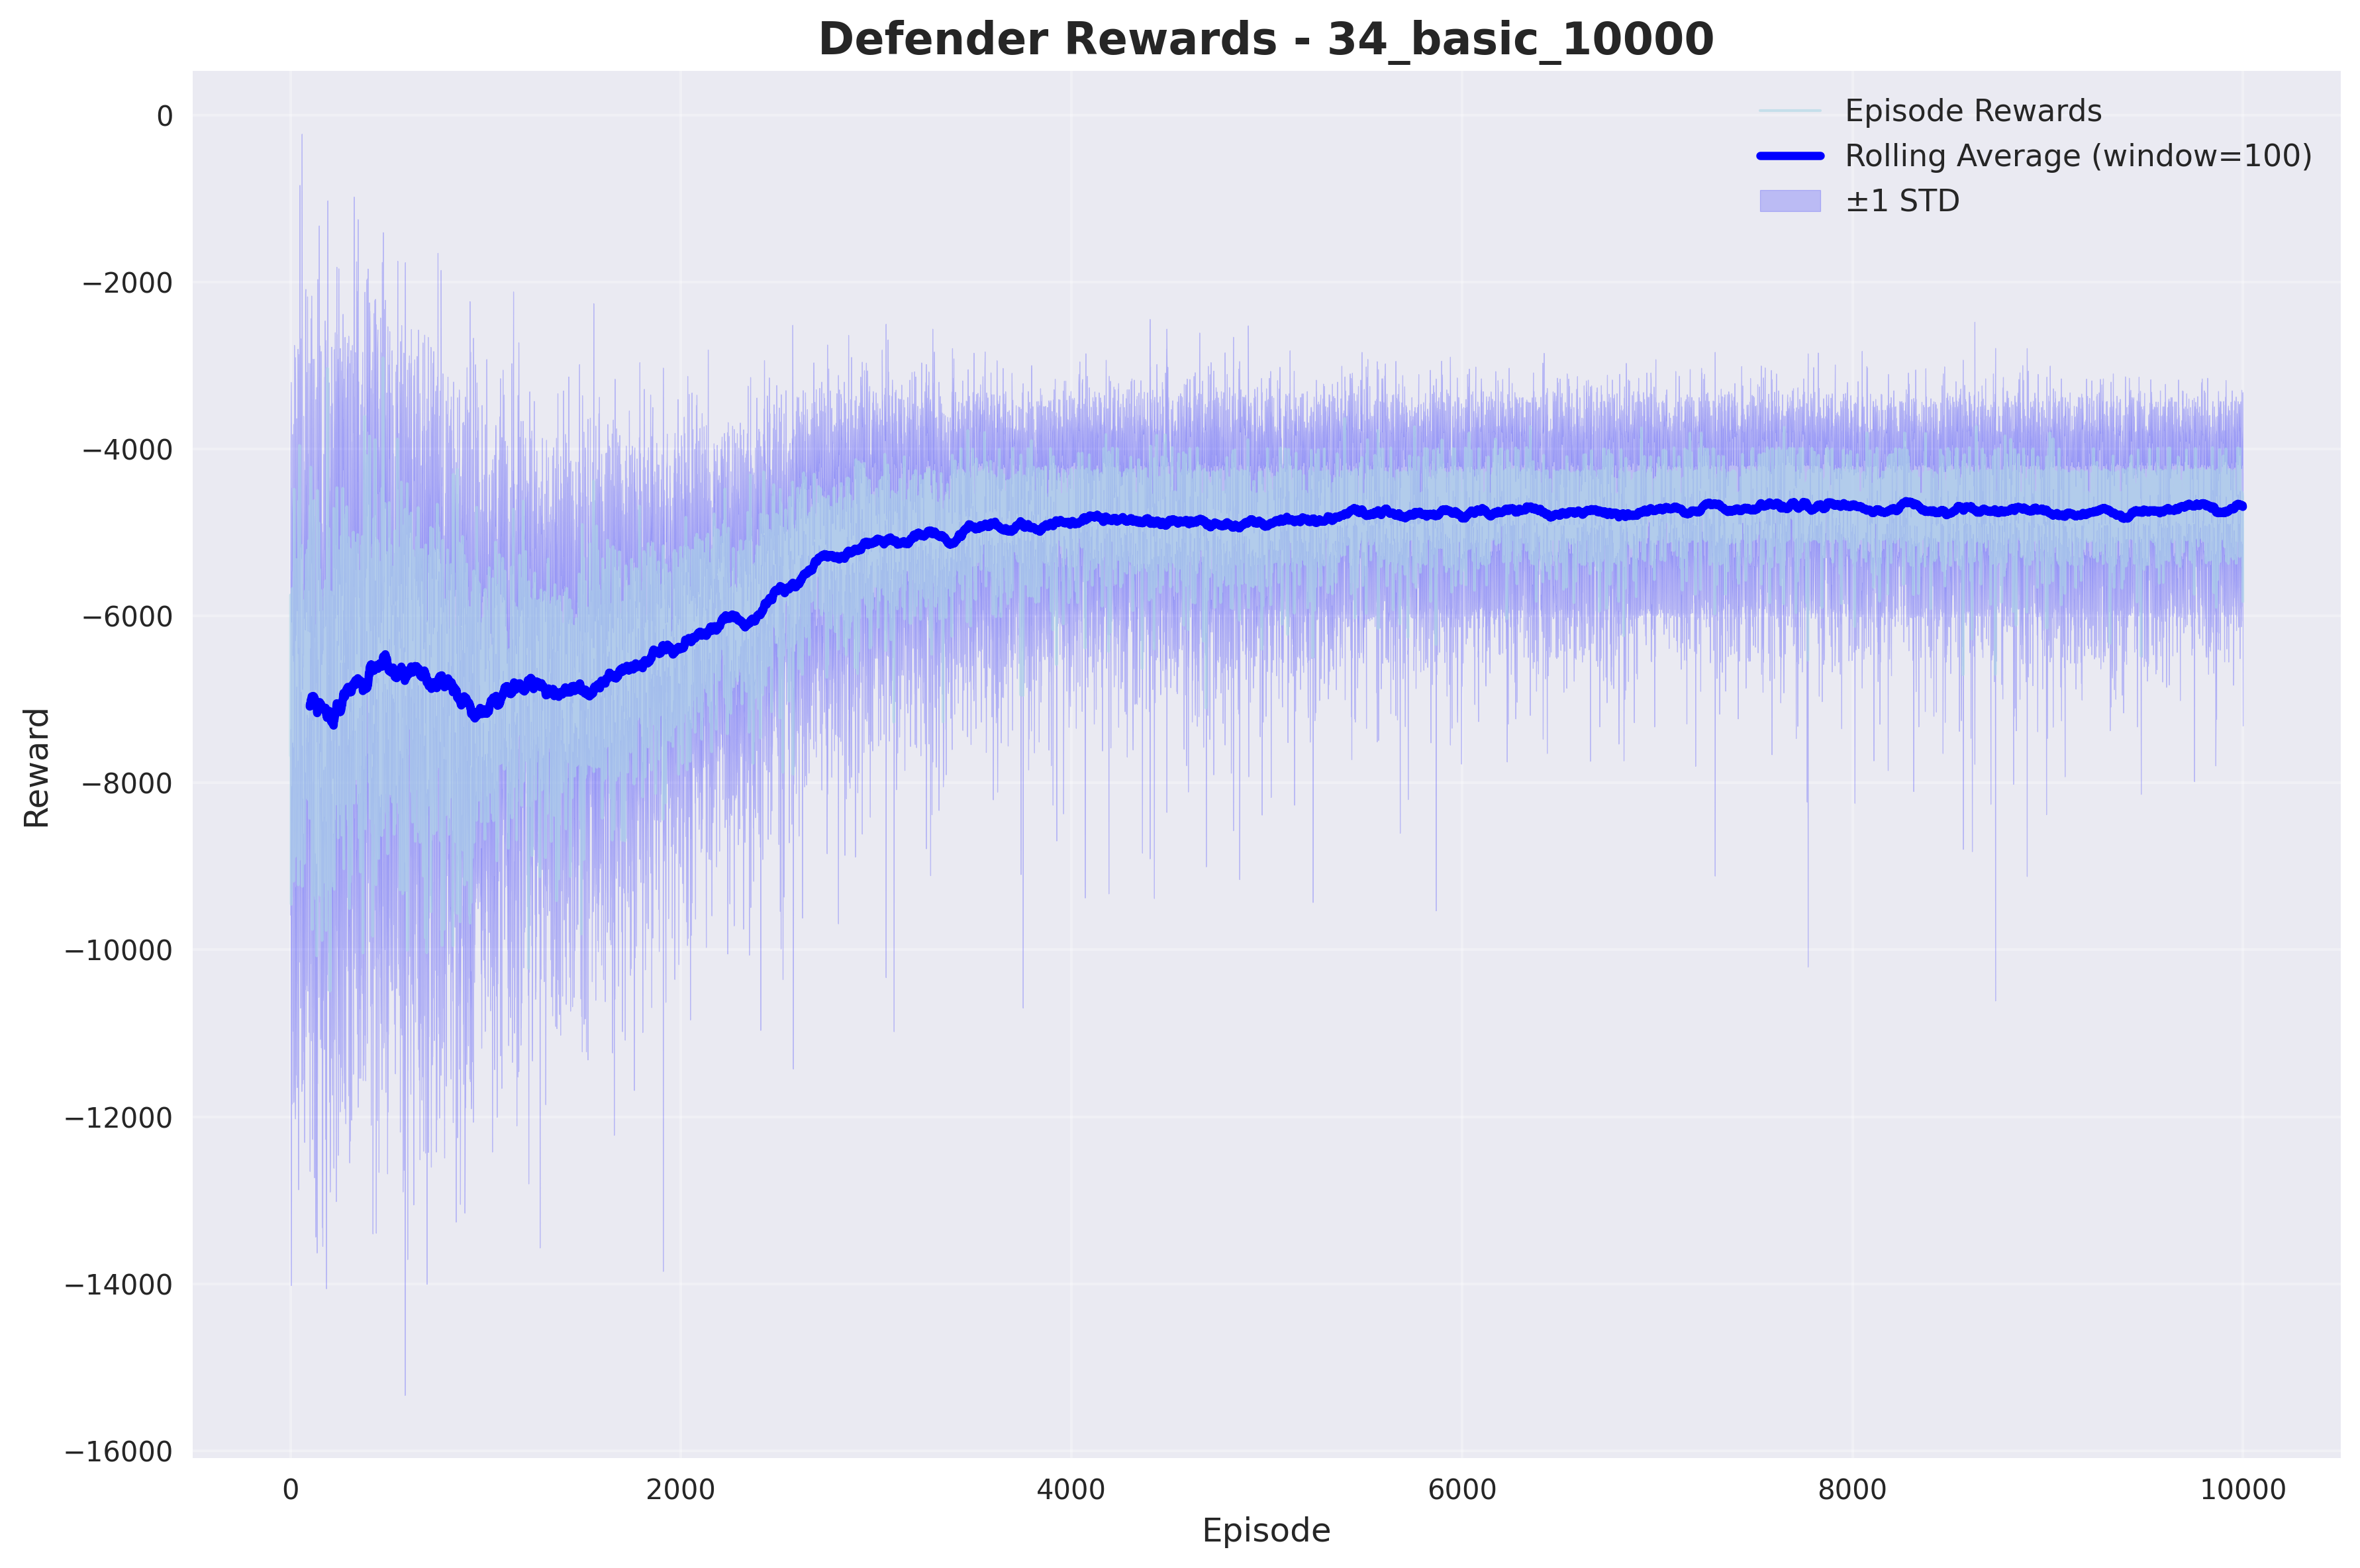 Defender Rewards - 34_basic_10000
Episode Rewards
Rolling Average (window=100)
±1 STD
0
−2000
−4000
−6000
−8000
−10000
−12000
−14000
−16000
Reward
0
2000
4000
6000
8000
10000
Episode